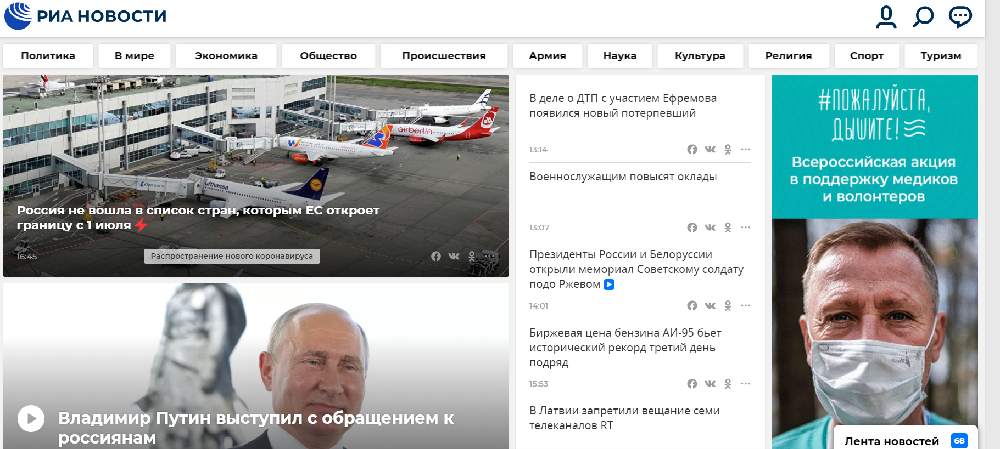 РИА НОВОСТИ
Политика
В мире
Экономика
Общество
Происшествия
Армия
Наука
Культура
Религия
Спорт
Туризм
airberlin
Lufthansa
СМП БАНК
Россия не вошла в список стран, которым ЕС откроет
границу с 1 июля
16:45
Распространение нового коронавируса
Владимир Путин выступил с обращением к
россиянам
В деле о ДТП с участием Ефремова
появился новый потерпевший
13:14
Военнослужащим повысят оклады
13:07
Президенты России и Белоруссии
открыли мемориал Советскому солдату
подо Ржевом
14:01
Биржевая цена бензина АИ-95 бьет
исторический рекорд третий день
подряд
15:53
В Латвии запретили вещание семи
телеканалов RT
#ПОЖАЛУЙСТА,
ДЫШИТЕ!
Всероссийская акция
в поддержку медиков
и волонтеров
Лента новостей 68